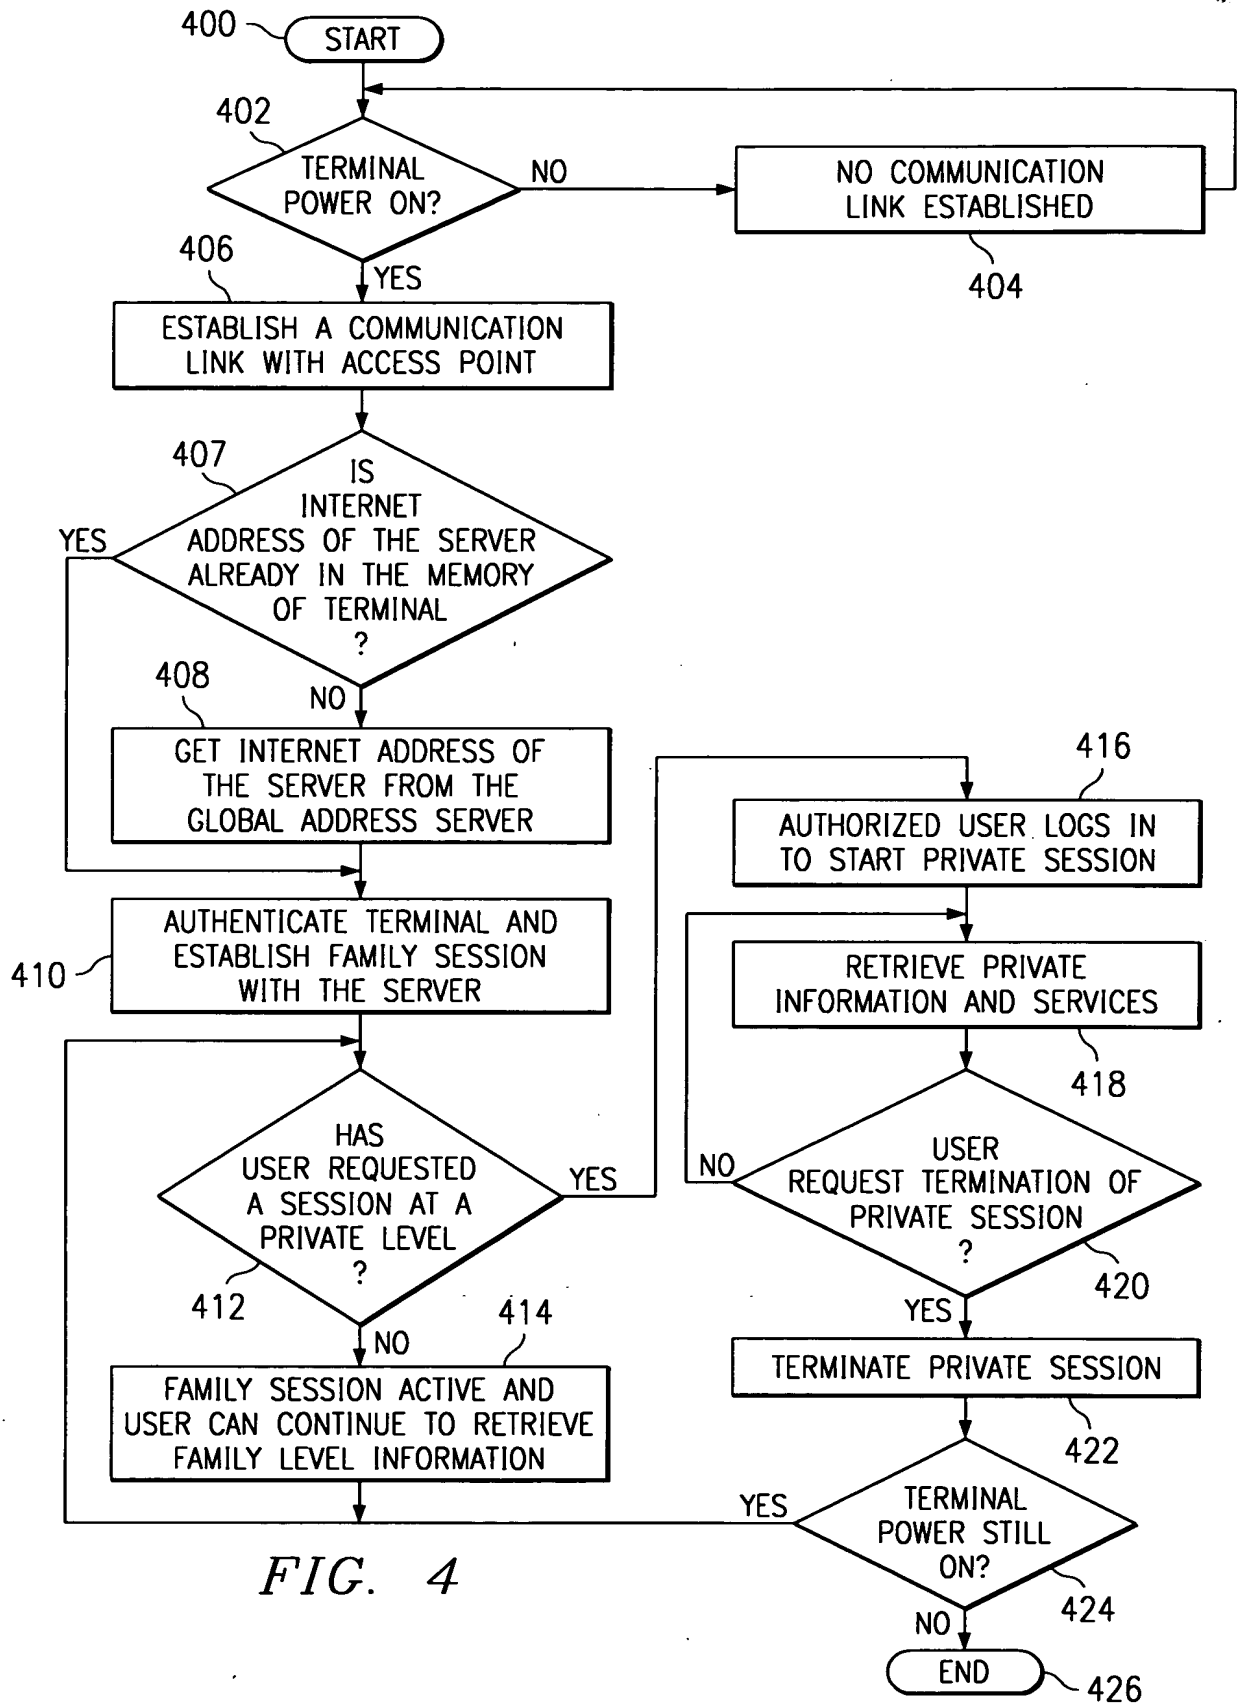 400
START
402
TERMINAL
POWER ON?
NO
NO COMMUNICATION
LINK ESTABLISHED
404
YES
406
ESTABLISH A COMMUNICATION
LINK WITH ACCESS POINT
407
IS
INTERNET
ADDRESS OF THE SERVER
ALREADY IN THE MEMORY
OF TERMINAL
?
YES
NO
408
GET INTERNET ADDRESS OF
THE SERVER FROM THE
GLOBAL ADDRESS SERVER
410
AUTHENTICATE TERMINAL AND
ESTABLISH FAMILY SESSION
WITH THE SERVER
HAS
USER REQUESTED
A SESSION AT A
PRIVATE LEVEL
?
412
YES
NO
414
FAMILY SESSION ACTIVE AND
USER CAN CONTINUE TO RETRIEVE
FAMILY LEVEL INFORMATION
416
AUTHORIZED USER LOGS IN
TO START PRIVATE SESSION
RETRIEVE PRIVATE
INFORMATION AND SERVICES
418
NO
USER
REQUEST TERMINATION OF
PRIVATE SESSION
?
420
YES
TERMINATE PRIVATE SESSION
422
YES
TERMINAL
POWER STILL
ON?
424
NO
END
426
FIG. 4